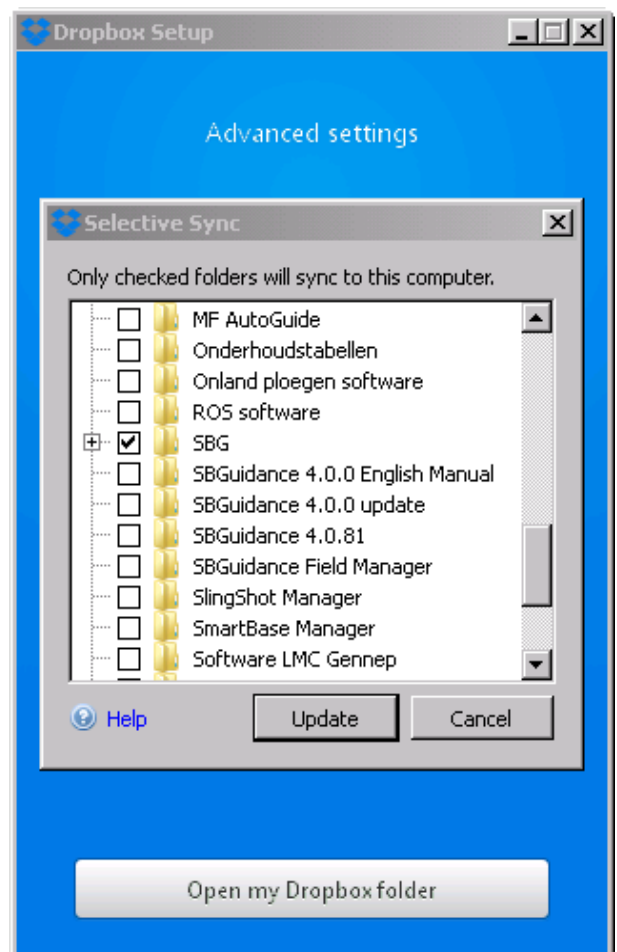 Dropbox Setup
Advanced settings
Selective Sync
Only checked folders will sync to this computer.
MF AutoGuide
Onderhoudstabellen
Onland ploegen software
ROS software
SBG
SBGuidance 4.0.0 English Manual
SBGuidance 4.0.0 update
SBGuidance 4.0.81
SBGuidance Field Manager
SlingShot Manager
SmartBase Manager
Software LMC Gennep
Help Update Cancel
Open my Dropbox folder